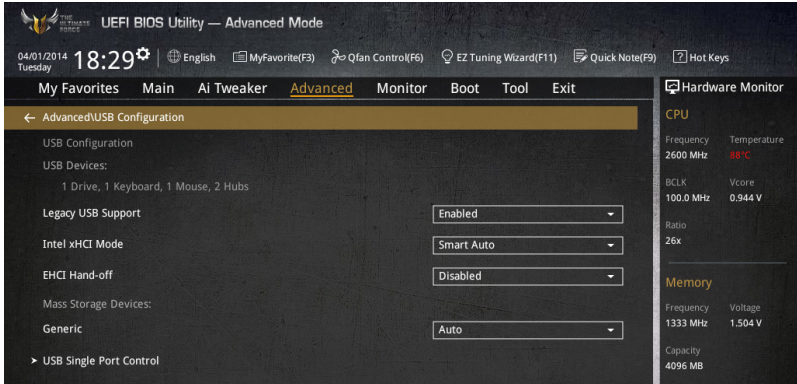 THE
ULTIMATE
FORCE
UEFI BIOS Utility — Advanced Mode
04/01/2014
Tuesday
18:29
English
MyFavorite(F3)
Qfan Control(F6)
EZ Tuning Wizard(F11)
Quick Note(F9)
? Hot Keys
My Favorites Main Ai Tweaker Advanced Monitor Boot Tool Exit
Advanced\USB Configuration
USB Configuration
USB Devices:
1 Drive, 1 Keyboard, 1 Mouse, 2 Hubs
Legacy USB Support Enabled
Intel xHCI Mode Smart Auto
EHCI Hand-off Disabled
Mass Storage Devices:
Generic Auto
USB Single Port Control
Hardware Monitor
CPU
Frequency Temperature
2600 MHz 88°C
BCLK Vcore
100.0 MHz 0.944 V
Ratio
26x
Memory
Frequency Voltage
1333 MHz 1.504 V
Capacity
4096 MB